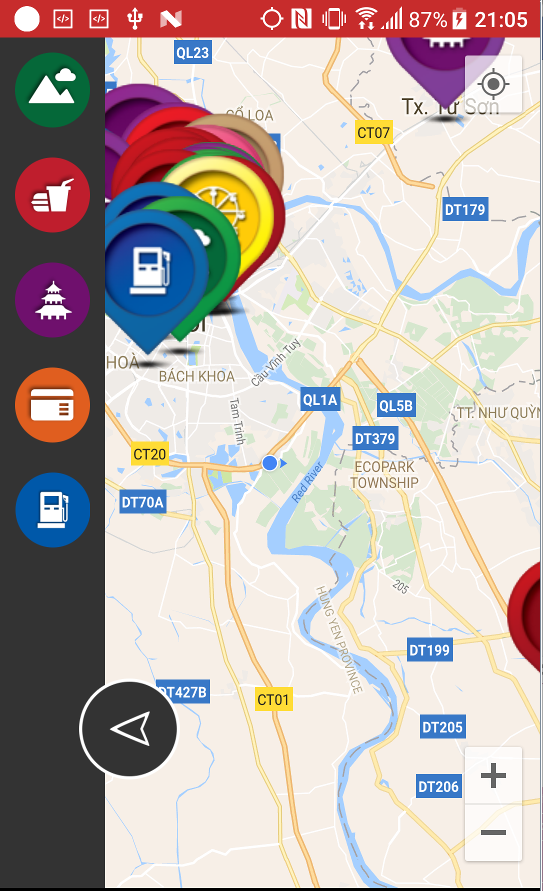 87% 21:05
QL23
CỔ LOA
Tx. Từ Sơn
CT07
DT179
HOÀ
BÁCH KHOA
Cầu Vĩnh Tuy
QL1A
QL5B
Tam Trinh
TT. NHƯ QUỲN
DT379
CT20
ECOPARK
TOWNSHIP
Red River
DT70A
205
HUNG YEN PROVINCE
DT199
DT427B
CT01
DT205
DT206